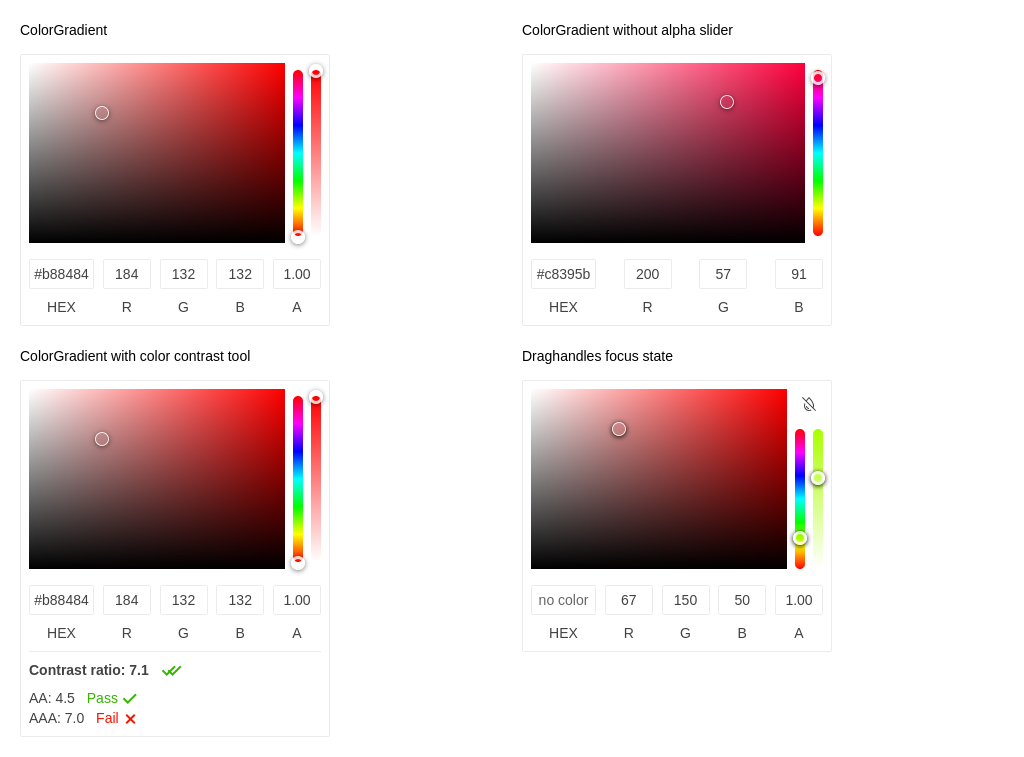 ColorGradient
#b88484 184 132 132 1.00
HEX R G B A
ColorGradient without alpha slider
#c8395b 200 57 91
HEX R G B
ColorGradient with color contrast tool
#b88484 184 132 132 1.00
HEX R G B A
Contrast ratio: 7.1
AA: 4.5 Pass
AAA: 7.0 Fail
Draghandles focus state
no color 67 150 50 1.00
HEX R G B A